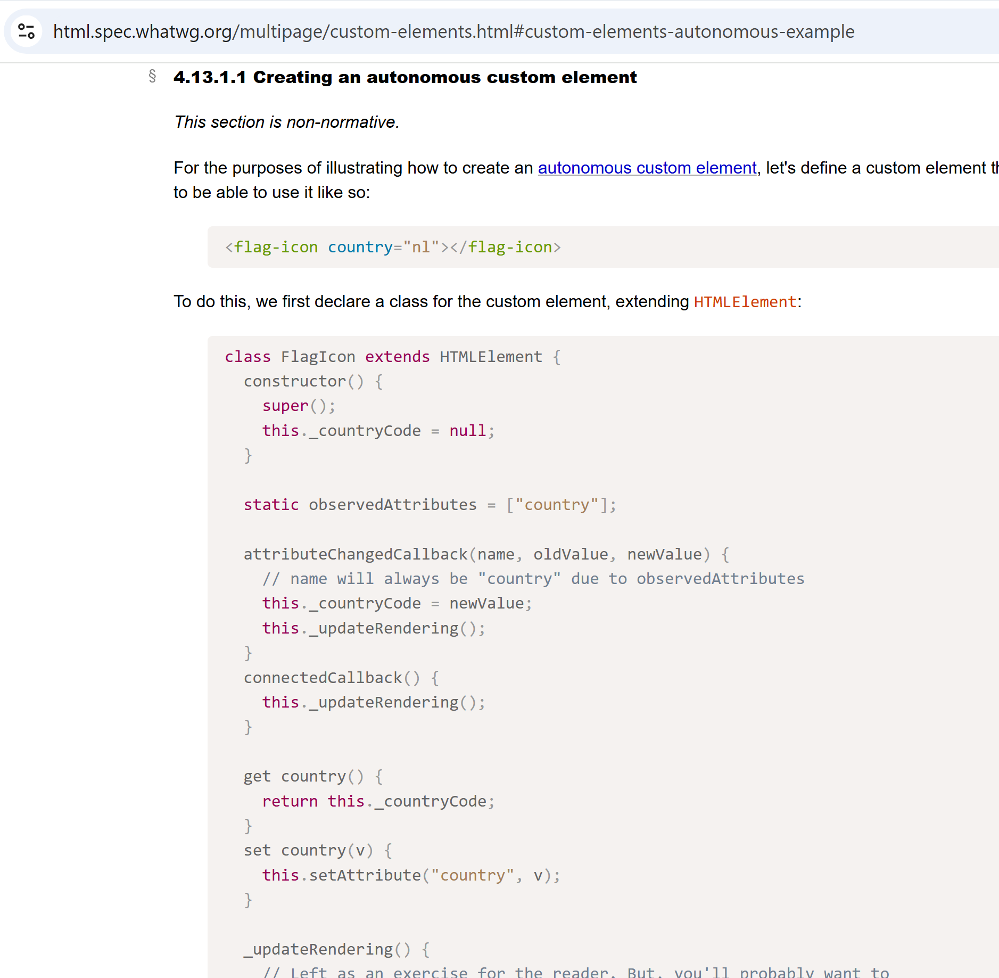 html.spec.whatwg.org/multipage/custom-elements.html#custom-elements-autonomous-example
§ 4.13.1.1 Creating an autonomous custom element
This section is non-normative.
For the purposes of illustrating how to create an autonomous custom element, let's define a custom element
to be able to use it like so:
<flag-icon country="nl"></flag-icon>
To do this, we first declare a class for the custom element, extending HTMLElement:
class FlagIcon extends HTMLElement {
  constructor() {
    super();
    this._countryCode = null;
  }
  static observedAttributes = ["country"];
  attributeChangedCallback(name, oldValue, newValue) {
    // name will always be "country" due to observedAttributes
    this._countryCode = newValue;
    this._updateRendering();
  }
  connectedCallback() {
    this._updateRendering();
  }
  get country() {
    return this._countryCode;
  }
  set country(v) {
    this.setAttribute("country", v);
  }
  _updateRendering() {
    // Left as an exercise for the reader. But, you'll probably want to